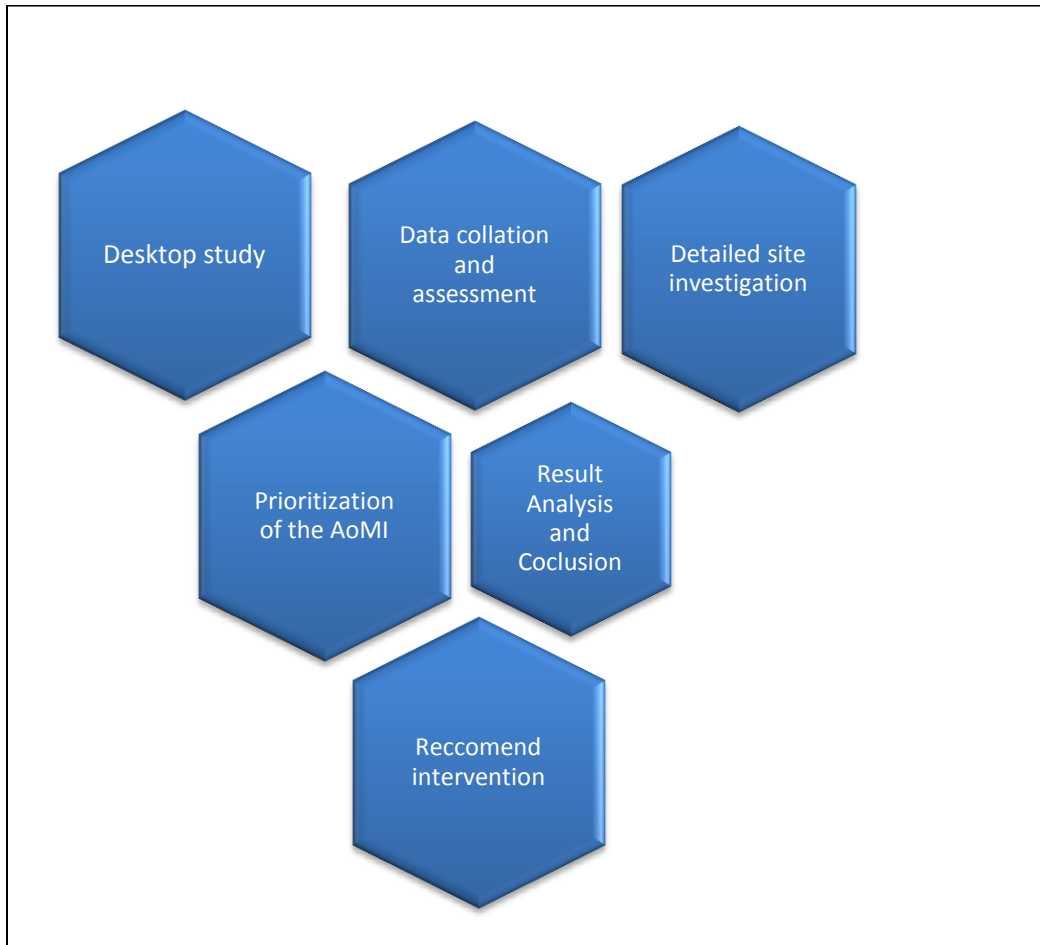 Desktop study
Data collation
and
assessment
Detailed site
investigation
Prioritization
of the AoMI
Result
Analysis
and
Coclusion
Reccomend
intervention